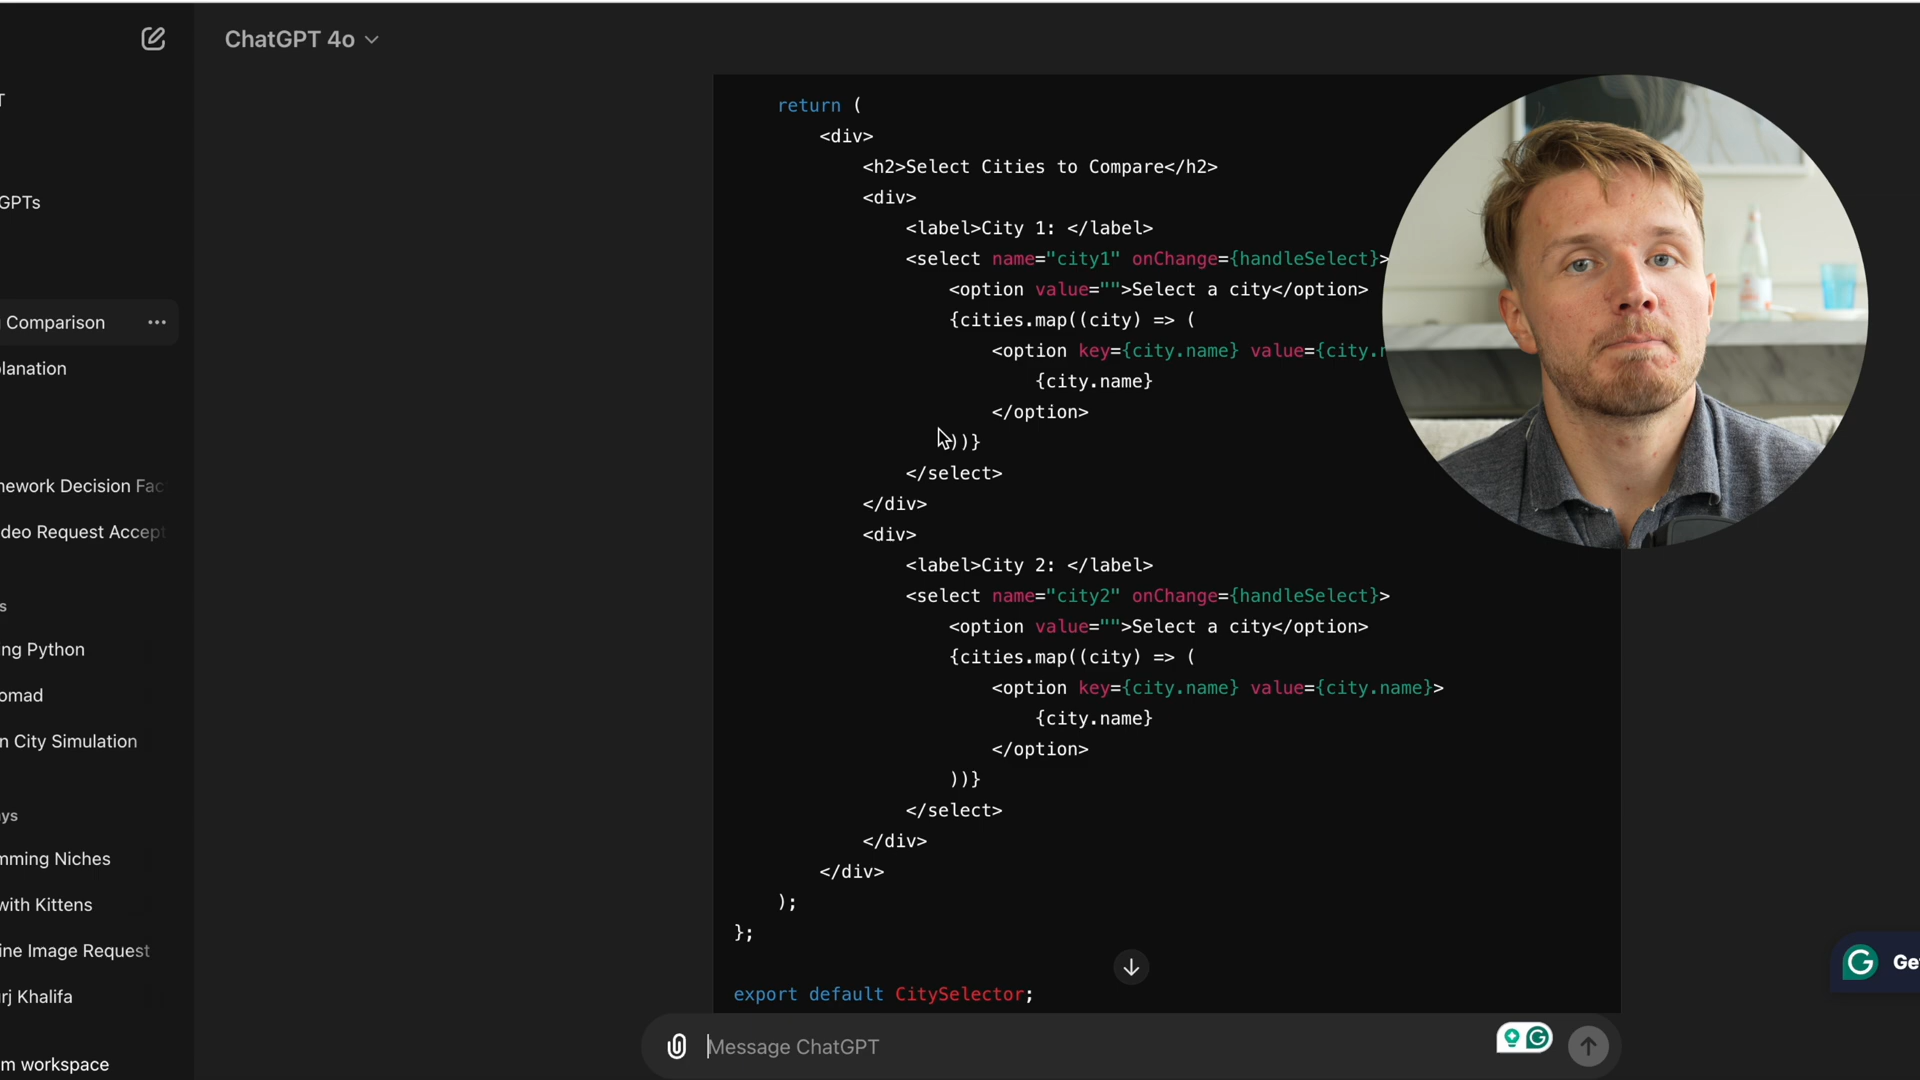 ChatGPT 4o
T
GPTs
Comparison
lanation
nework Decision Fac
deo Request Accept
s
ing Python
omad
n City Simulation
ys
mming Niches
with Kittens
ine Image Request
rj Khalifa
m workspace
return (
<div>
<h2>Select Cities to Compare</h2>
<div>
<label>City 1: </label>
<select name="city1" onChange={handleSelect}>
<option value="">Select a city</option>
{cities.map((city) => (
<option key={city.name} value={city.n
{city.name}
</option>
))}
</select>
</div>
<div>
<label>City 2: </label>
<select name="city2" onChange={handleSelect}>
<option value="">Select a city</option>
{cities.map((city) => (
<option key={city.name} value={city.name}>
{city.name}
</option>
))}
</select>
</div>
</div>
);
};
export default CitySelector;
Message ChatGPT
G
G Ge